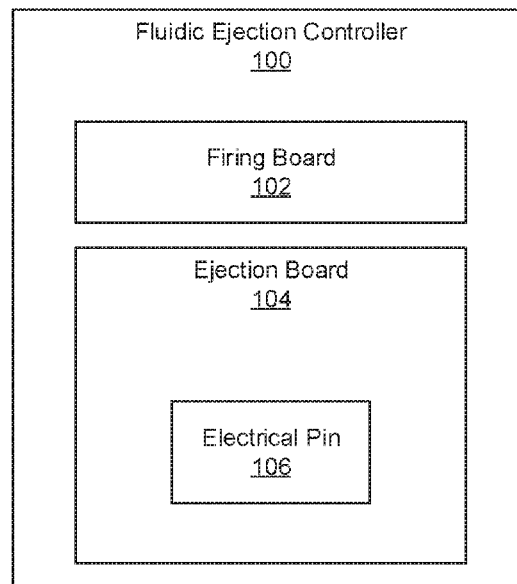 Fluidic Ejection Controller
100
Firing Board
102
Ejection Board
104
Electrical Pin
106